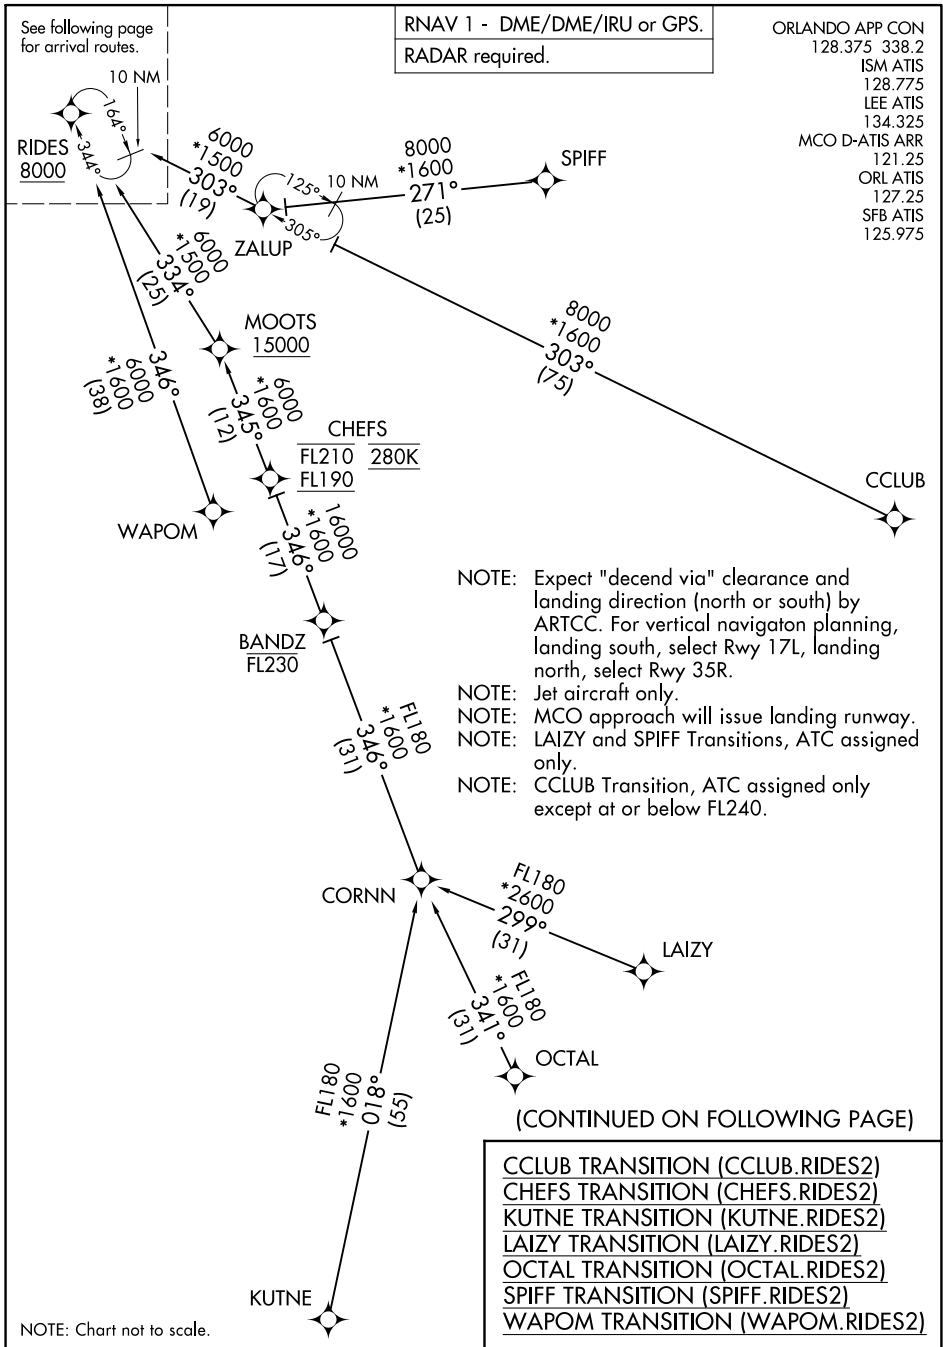 See following page
for arrival routes.
RNAV 1 - DME/DME/IRU or GPS.
RADAR required.
ORLANDO APP CON
128.375 338.2
ISM ATIS
128.775
LEE ATIS
134.325
MCO D-ATIS ARR
121.25
ORL ATIS
127.25
SFB ATIS
125.975
10 NM
164°
344°
RIDES
8000
6000
*1500
303°
(19)
125°
10 NM
305°
ZALUP
8000
*1600
271°
(25)
SPIFF
6000
*1500
334°
(25)
MOOTS
15000
8000
*1600
303°
(75)
CCLUB
6000
*1600
346°
(38)
WAPOM
6000
*1600
345°
(12)
CHEFS
FL210 280K
FL190
16000
*1600
346°
(17)
BANDZ
FL230
NOTE: Expect "decend via" clearance and
landing direction (north or south) by
ARTCC. For vertical navigaton planning,
landing south, select Rwy 17L, landing
north, select Rwy 35R.
NOTE: Jet aircraft only.
NOTE: MCO approach will issue landing runway.
NOTE: LAIZY and SPIFF Transitions, ATC assigned
only.
NOTE: CCLUB Transition, ATC assigned only
except at or below FL240.
FL180
*1600
346°
(31)
CORNN
FL180
*2600
299°
(31)
LAIZY
FL180
*1600
341°
(31)
OCTAL
FL180
*1600
018°
(55)
KUTNE
(CONTINUED ON FOLLOWING PAGE)
CCLUB TRANSITION (CCLUB.RIDES2)
CHEFS TRANSITION (CHEFS.RIDES2)
KUTNE TRANSITION (KUTNE.RIDES2)
LAIZY TRANSITION (LAIZY.RIDES2)
OCTAL TRANSITION (OCTAL.RIDES2)
SPIFF TRANSITION (SPIFF.RIDES2)
WAPOM TRANSITION (WAPOM.RIDES2)
NOTE: Chart not to scale.